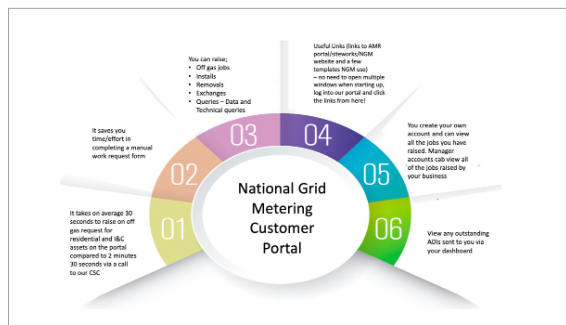 You can raise;
• Off gas jobs
• Installs
• Removals
• Exchanges
• Queries – Data and
Technical queries
Useful Links (links to AMR
portal/steworks/NGM
website and a few
templates NGM use)
– no need to open multiple
windows when starting up,
log into our portal and click
the links from here!
It saves you
time/effort in
completing a manual
work request form
You create your own
account and can view
all the jobs you have
raised. Manager
accounts cab view all
of the jobs raised by
your business
It takes on average 30
seconds to raise on off
gas request for
residential and I&C
assets on the portal
compared to 2 minutes
30 seconds via a call
to our CSC
View any outstanding
ADIs sent to you via
your dashboard
01
02
03
04
05
06
National Grid
Metering
Customer
Portal